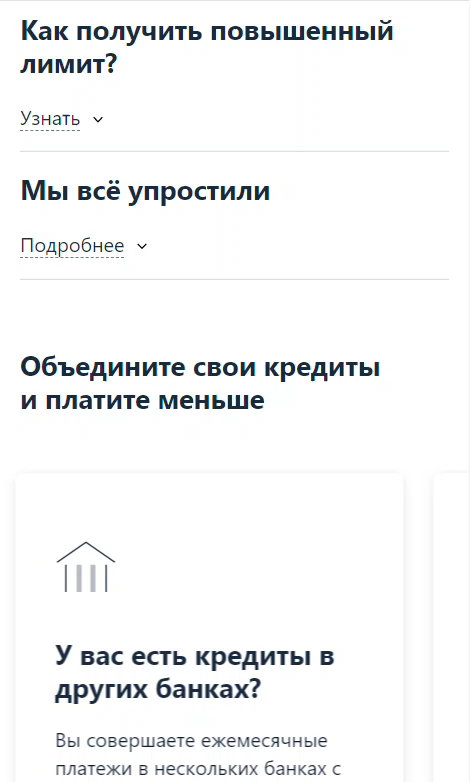 Как получить повышенный
лимит?
Узнать
Мы всё упростили
Подробнее
Объедините свои кредиты
и платите меньше
У вас есть кредиты в
других банках?
Вы совершаете ежемесячные
платежи в нескольких банках с